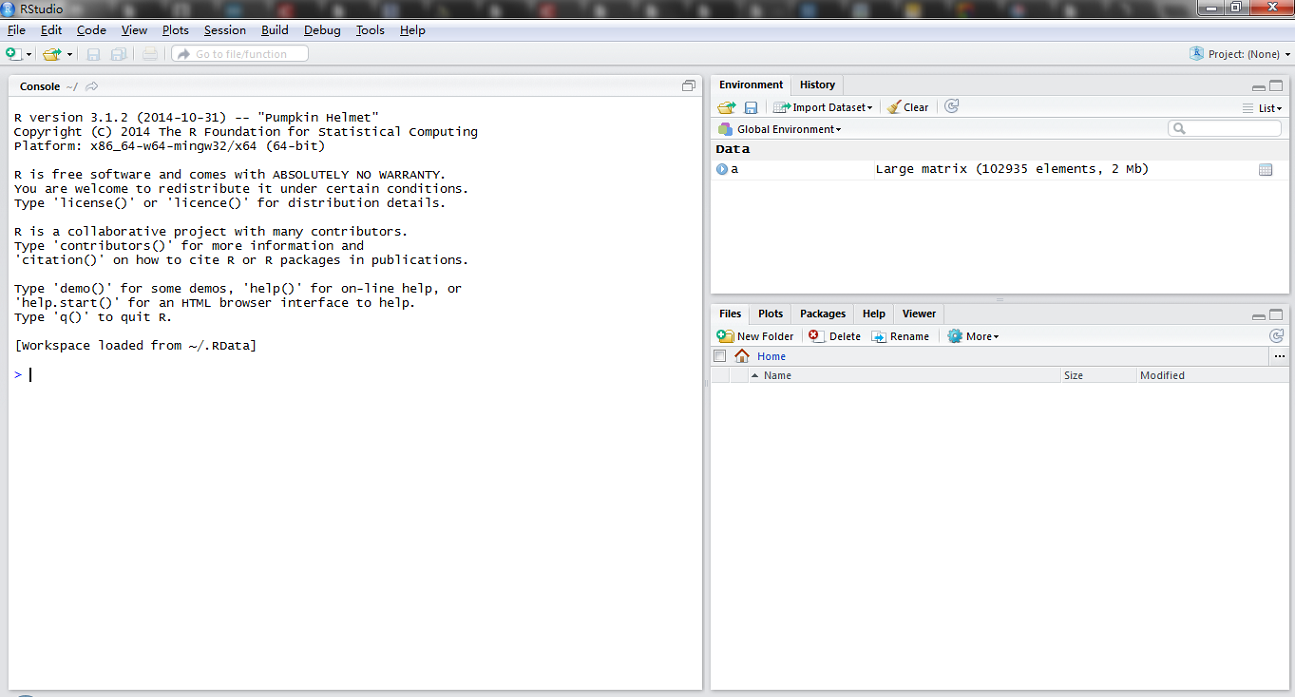 RStudio
File Edit Code View Plots Session Build Debug Tools Help
Go to file/function
Project: (None)
Console ~/
R version 3.1.2 (2014-10-31) -- "Pumpkin Helmet"
Copyright (C) 2014 The R Foundation for Statistical Computing
Platform: x86_64-w64-mingw32/x64 (64-bit)
R is free software and comes with ABSOLUTELY NO WARRANTY.
You are welcome to redistribute it under certain conditions.
Type 'license()' or 'licence()' for distribution details.
R is a collaborative project with many contributors.
Type 'contributors()' for more information and
'citation()' on how to cite R or R packages in publications.
Type 'demo()' for some demos, 'help()' for on-line help, or
'help.start()' for an HTML browser interface to help.
Type 'q()' to quit R.
[Workspace loaded from ~/.RData]
>
Environment History
Import Dataset Clear List
Global Environment
Data
a Large matrix (102935 elements, 2 Mb)
Files Plots Packages Help Viewer
New Folder Delete Rename More
Home ...
Name Size Modified